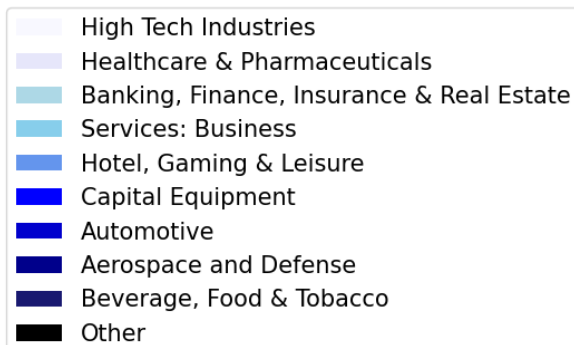 High Tech Industries
Healthcare & Pharmaceuticals
Banking, Finance, Insurance & Real Estate
Services: Business
Hotel, Gaming & Leisure
Capital Equipment
Automotive
Aerospace and Defense
Beverage, Food & Tobacco
Other